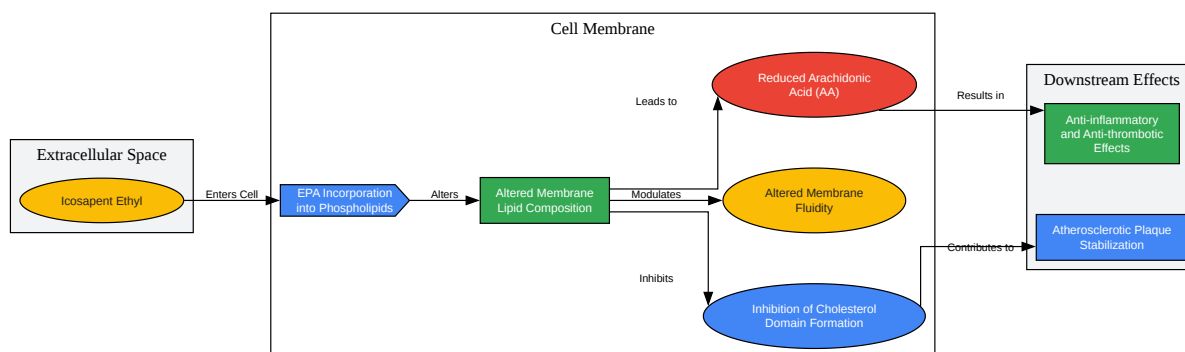 Cell Membrane
Extracellular Space
Icosapent Ethyl
Enters Cell
EPA Incorporation
into Phospholipids
Alters
Altered Membrane
Lipid Composition
Leads to
Modulates
Inhibits
Reduced Arachidonic
Acid (AA)
Altered Membrane
Fluidity
Inhibition of Cholesterol
Domain Formation
Results in
Contributes to
Downstream Effects
Anti-inflammatory
and Anti-thrombotic
Effects
Atherosclerotic Plaque
Stabilization